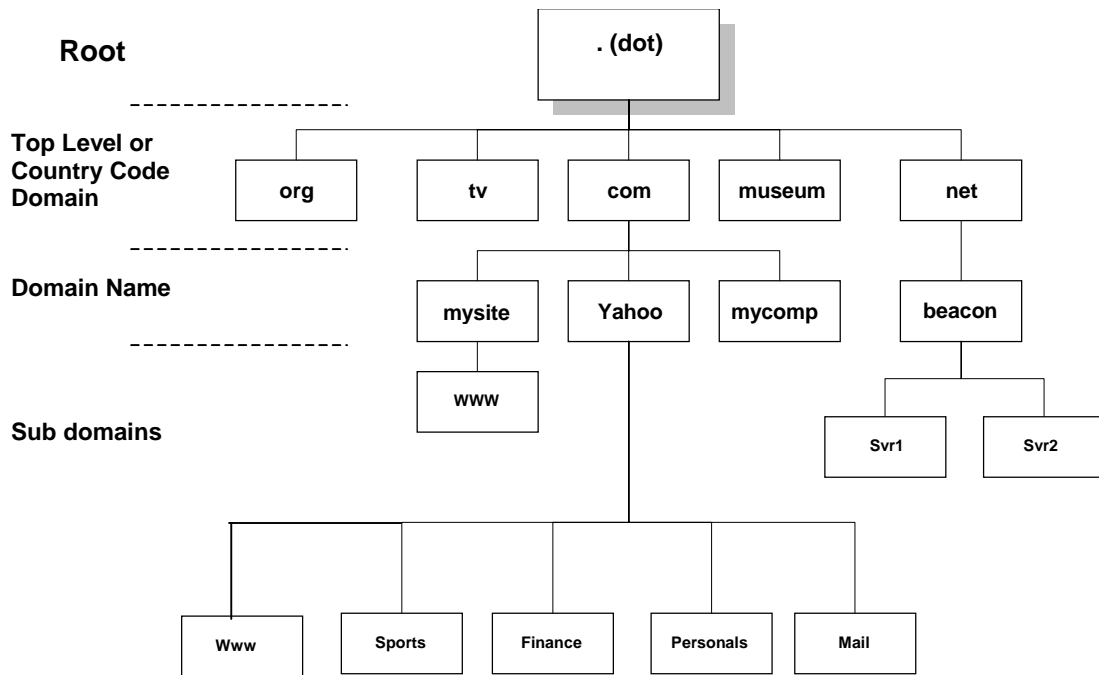 Root
. (dot)
Top Level or
Country Code
Domain
org
tv
com
museum
net
Domain Name
mysite
Yahoo
mycomp
beacon
www
Sub domains
Svr1
Svr2
Www
Sports
Finance
Personals
Mail